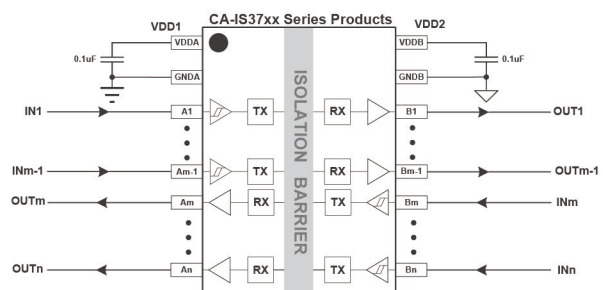 CA-IS37xx Series Products
VDD1
VDD2
0.1uF
VDDA
VDDB
0.1uF
GNDA
GNDB
IN1
A1
TX
RX
B1
OUT1
INm-1
Am-1
TX
RX
Bm-1
OUTm-1
OUTm
Am
RX
TX
Bm
INm
OUTn
An
RX
TX
Bn
INn
ISOLATION BARRIER